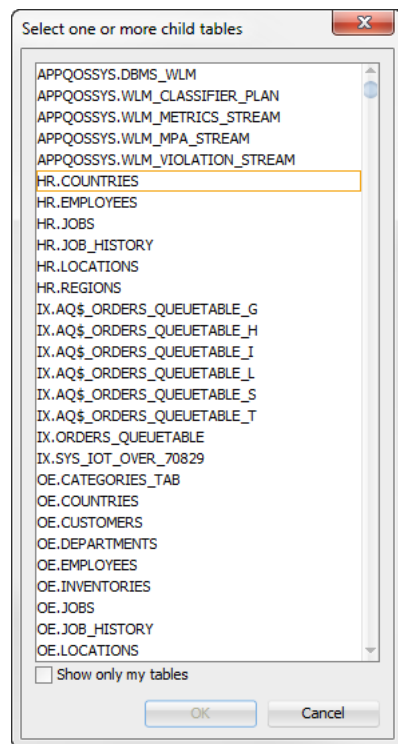 Select one or more child tables
APPQOSSYS.DBMS_WLM
APPQOSSYS.WLM_CLASSIFIER_PLAN
APPQOSSYS.WLM_METRICS_STREAM
APPQOSSYS.WLM_MPA_STREAM
APPQOSSYS.WLM_VIOLATION_STREAM
HR.COUNTRIES
HR.EMPLOYEES
HR.JOBS
HR.JOB_HISTORY
HR.LOCATIONS
HR.REGIONS
IX.AQ$_ORDERS_QUEUETABLE_G
IX.AQ$_ORDERS_QUEUETABLE_H
IX.AQ$_ORDERS_QUEUETABLE_I
IX.AQ$_ORDERS_QUEUETABLE_L
IX.AQ$_ORDERS_QUEUETABLE_S
IX.AQ$_ORDERS_QUEUETABLE_T
IX.ORDERS_QUEUETABLE
IX.SYS_IOT_OVER_70829
OE.CATEGORIES_TAB
OE.COUNTRIES
OE.CUSTOMERS
OE.DEPARTMENTS
OE.EMPLOYEES
OE.INVENTORIES
OE.JOBS
OE.JOB_HISTORY
OE.LOCATIONS
Show only my tables
OK Cancel